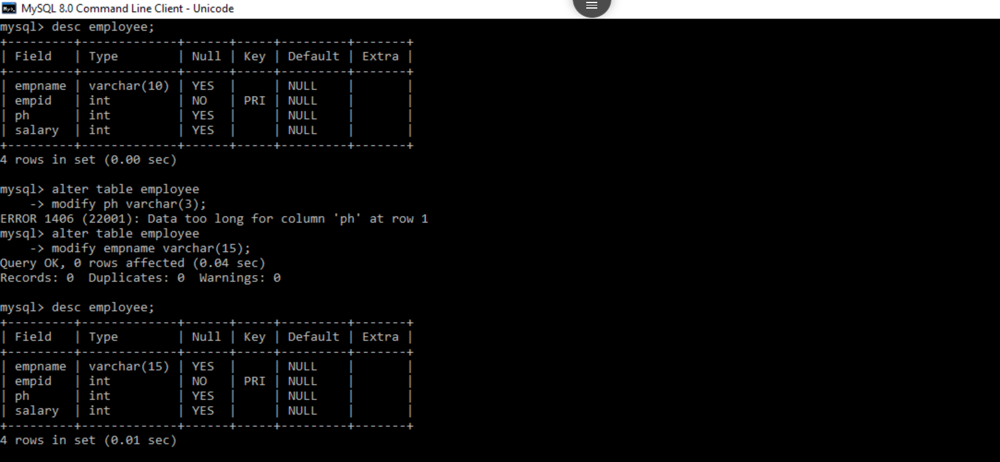 MySQL 8.0 Command Line Client - Unicode
mysql> desc employee;
+---------+-------------+------+-----+---------+-------+
| Field   | Type        | Null | Key | Default | Extra |
+---------+-------------+------+-----+---------+-------+
| empname | varchar(10) | YES  |     | NULL    |       |
| empid   | int         | NO   | PRI | NULL    |       |
| ph      | int         | YES  |     | NULL    |       |
| salary  | int         | YES  |     | NULL    |       |
+---------+-------------+------+-----+---------+-------+
4 rows in set (0.00 sec)
mysql> alter table employee
    -> modify ph varchar(3);
ERROR 1406 (22001): Data too long for column 'ph' at row 1
mysql> alter table employee
    -> modify empname varchar(15);
Query OK, 0 rows affected (0.04 sec)
Records: 0  Duplicates: 0  Warnings: 0
mysql> desc employee;
+---------+-------------+------+-----+---------+-------+
| Field   | Type        | Null | Key | Default | Extra |
+---------+-------------+------+-----+---------+-------+
| empname | varchar(15) | YES  |     | NULL    |       |
| empid   | int         | NO   | PRI | NULL    |       |
| ph      | int         | YES  |     | NULL    |       |
| salary  | int         | YES  |     | NULL    |       |
+---------+-------------+------+-----+---------+-------+
4 rows in set (0.01 sec)